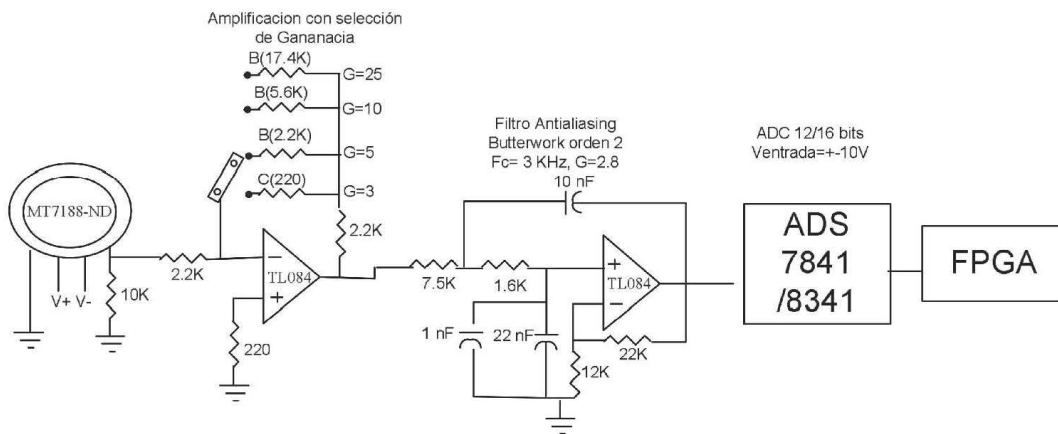 Amplificacion con selección
de Gananacia
B(17.4K)
G=25
B(5.6K)
G=10
B(2.2K)
G=5
C(220)
G=3
2.2K
MT7188-ND
V+ V-
10K
2.2K
TL084
220
Filtro Antialiasing
Butterwork orden 2
Fc= 3 KHz, G=2.8
10 nF
7.5K
1.6K
TL084
1 nF
22 nF
22K
12K
ADC 12/16 bits
Ventrada=+-10V
ADS
7841
/8341
FPGA